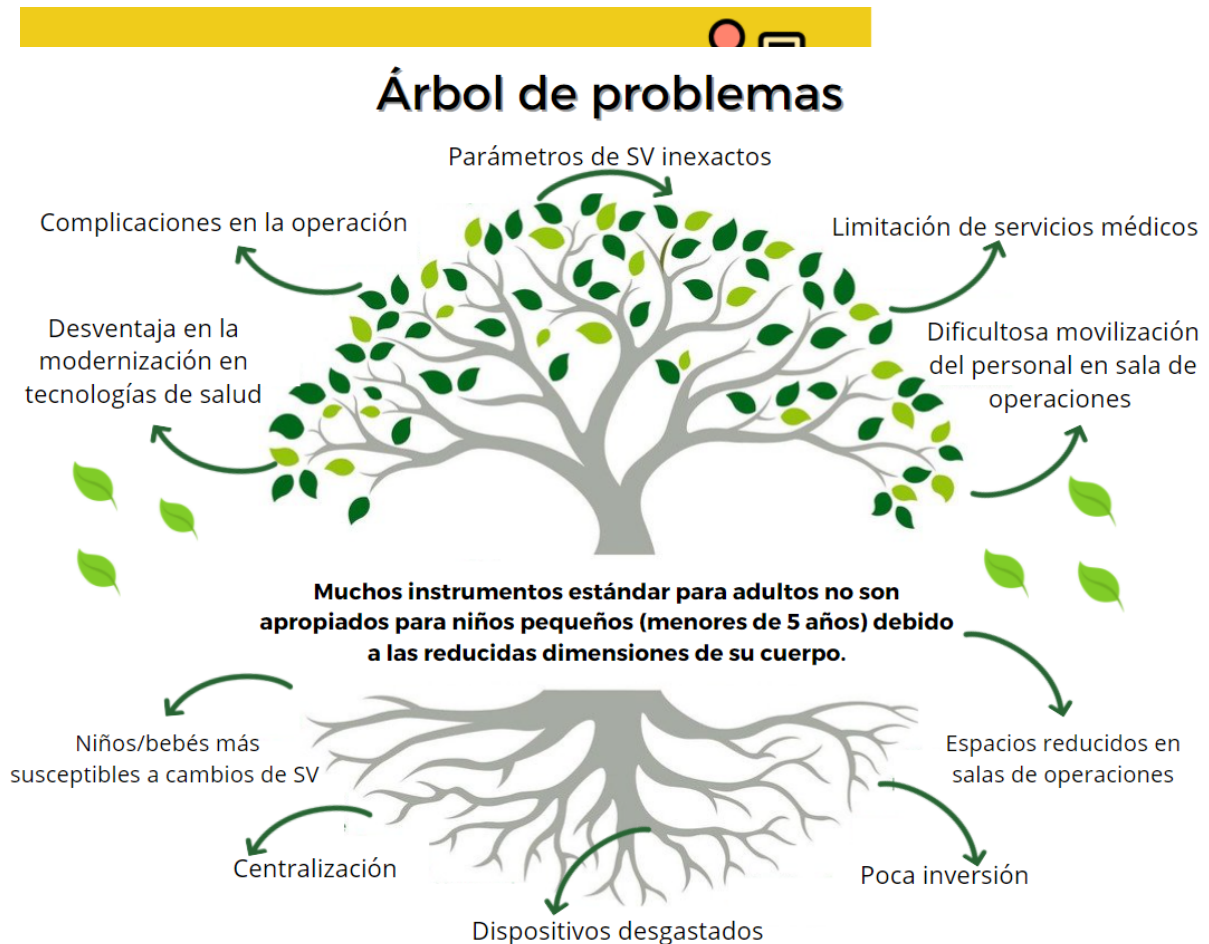 Árbol de problemas
Parámetros de SV inexactos
Complicaciones en la operación
Limitación de servicios médicos
Desventaja en la
modernización en
tecnologías de salud
Dificultosa movilización
del personal en sala de
operaciones
Muchos instrumentos estándar para adultos no son
apropiados para niños pequeños (menores de 5 años) debido
a las reducidas dimensiones de su cuerpo.
Niños/bebés más
susceptibles a cambios de SV
Espacios reducidos en
salas de operaciones
Centralización
Poca inversión
Dispositivos desgastados